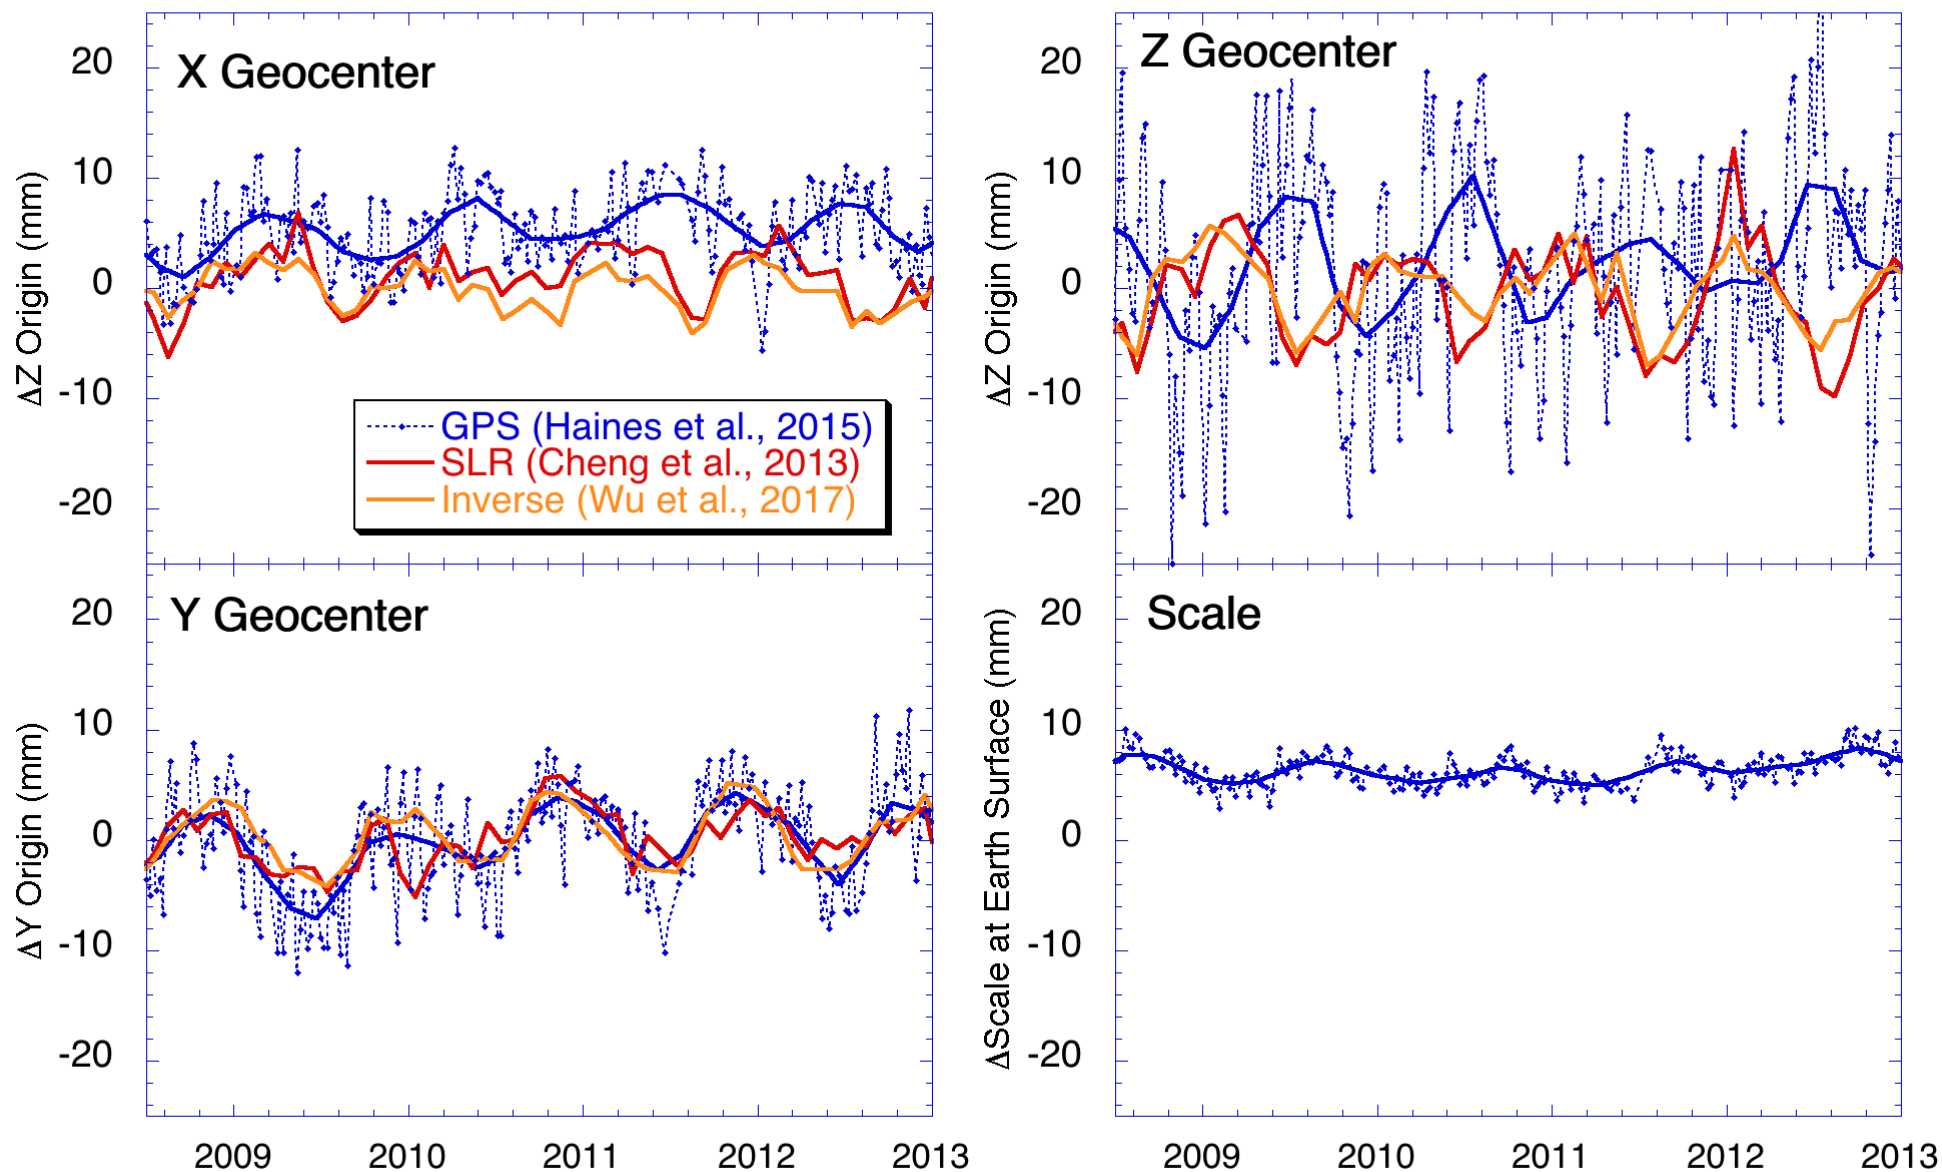 X Geocenter
20
10
0
-10
-20
ΔZ Origin (mm)
GPS (Haines et al., 2015)
SLR (Cheng et al., 2013)
Inverse (Wu et al., 2017)
Z Geocenter
20
10
0
-10
-20
ΔZ Origin (mm)
Y Geocenter
20
10
0
-10
-20
ΔY Origin (mm)
2009 2010 2011 2012 2013
Scale
20
10
0
-10
-20
ΔScale at Earth Surface (mm)
2009 2010 2011 2012 2013